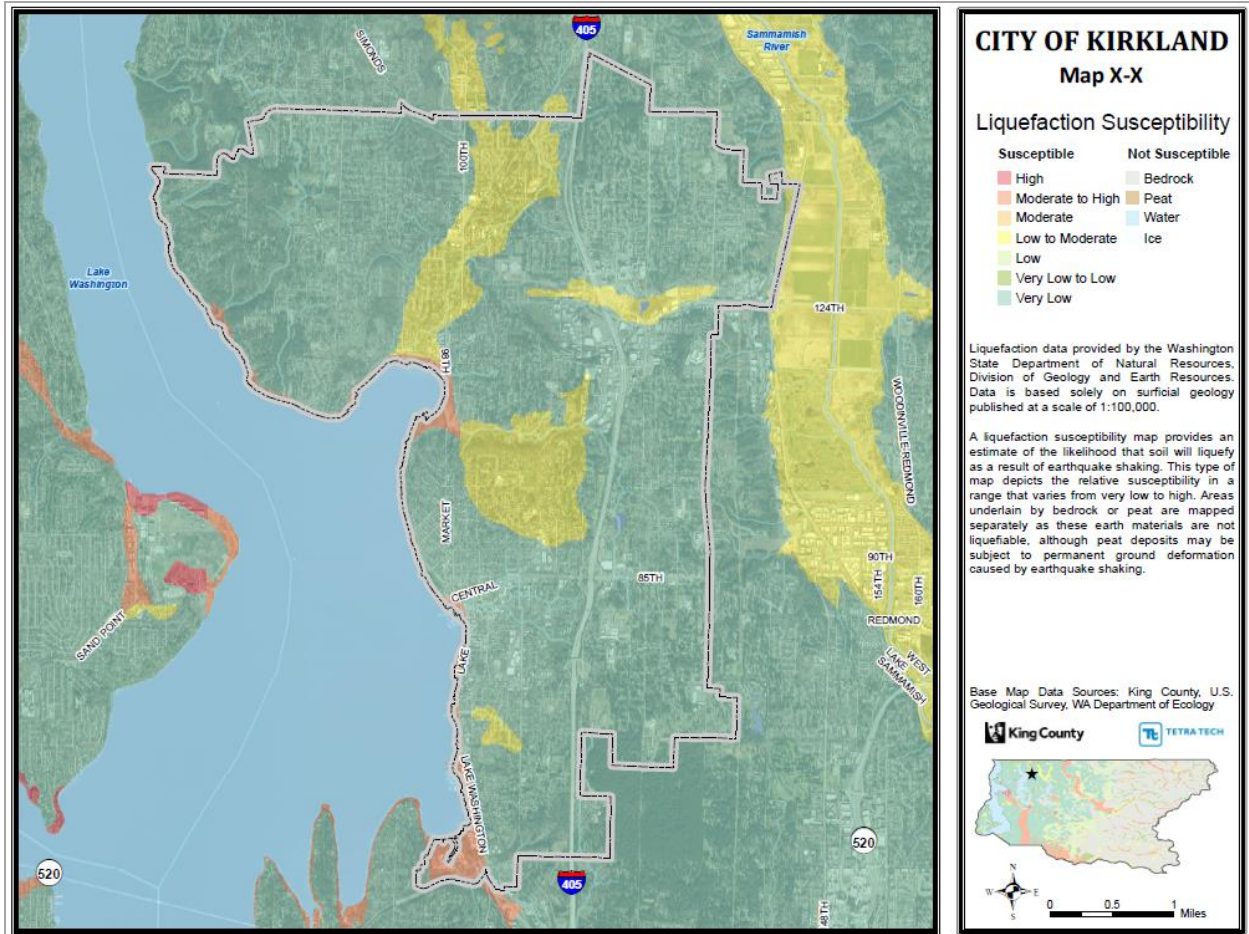 405
SIMONDS
Sammamish
River
100TH
Lake
Washington
124TH
98TH
WOODINVILLE-REDMOND
MARKET
85TH
90TH
154TH
160TH
CENTRAL
REDMOND
SAND POINT
LAKE
WEST
LAKE
SAMMAMISH
LAKE WASHINGTON
520
520
405
48TH
CITY OF KIRKLAND
Map X-X
Liquefaction Susceptibility
Susceptible
High
Moderate to High
Moderate
Low to Moderate
Low
Very Low to Low
Very Low
Not Susceptible
Bedrock
Peat
Water
Ice
Liquefaction data provided by the Washington
State Department of Natural Resources,
Division of Geology and Earth Resources.
Data is based solely on surficial geology
published at a scale of 1:100,000.
A liquefaction susceptibility map provides an
estimate of the likelihood that soil will liquefy
as a result of earthquake shaking. This type of
map depicts the relative susceptibility in a
range that varies from very low to high. Areas
underlain by bedrock or peat are mapped
separately as these earth materials are not
liquefiable, although peat deposits may be
subject to permanent ground deformation
caused by earthquake shaking.
Base Map Data Sources: King County, U.S.
Geological Survey, WA Department of Ecology
King County
TETRA TECH
N
W E
S
0 0.5 1
Miles